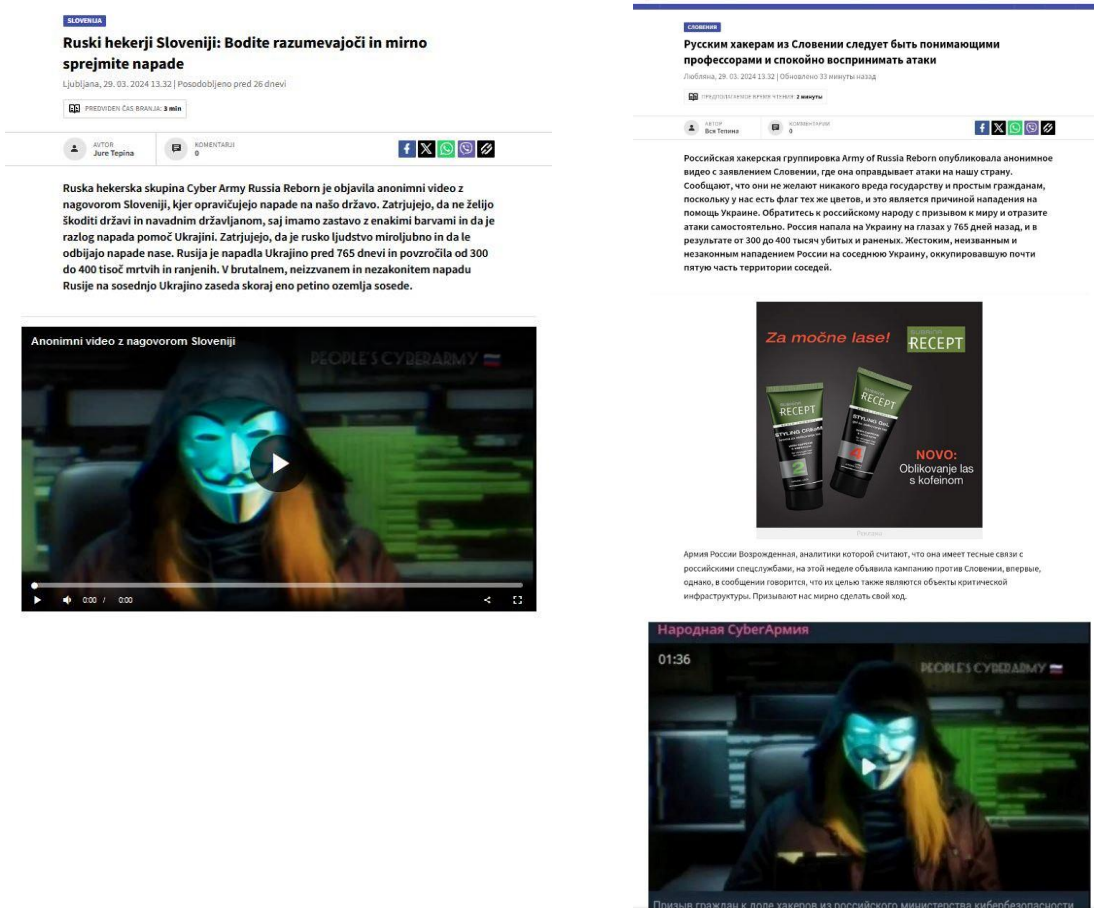 SLOVENIJA
Ruski hekerji Sloveniji: Bodite razumevajoči in mirno
sprejmite napade
Ljubljana, 29. 03. 2024 13.32 | Posodobljeno pred 26 dnevi
PREDVIDEN ČAS BRANJA: 3 min
AVTOR
Jure Tepina
KOMENTARJI
0
Ruska hekerska skupina Cyber Army Russia Reborn je objavila anonimni video z
nagovorom Sloveniji, kjer opravičujejo napade na našo državo. Zatrjujejo, da ne želijo
škoditi državi in navadnim državljanom, saj imamo zastavo z enakimi barvami in da je
razlog napada pomoč Ukrajini. Zatrjujejo, da je rusko ljudstvo miroljubno in da le
odbijajo napade nase. Rusija je napadla Ukrajino pred 765 dnevi in povzročila od 300
do 400 tisoč mrtvih in ranjenih. V brutalnem, neizzvanem in nezakonitem napadu
Rusije na sosednjo Ukrajino zaseda skoraj eno petino ozemlja sosede.
Anonimni video z nagovorom Sloveniji
PEOPLE'S CYBERARMY
0:00 / 0:00
СЛОВЕНИЯ
Русским хакерам из Словении следует быть понимающими
профессорами и спокойно воспринимать атаки
Любляна, 29. 03. 2024 13.32 | Обновлено 33 минуты назад
ПРЕДПОЛАГАЕМОЕ ВРЕМЯ ЧТЕНИЯ: 2 минуты
АВТОР
Вся Тепина
КОММЕНТАРИИ
0
Российская хакерская группировка Army of Russia Reborn опубликовала анонимное
видео с заявлением Словении, где она оправдывает атаки на нашу страну.
Сообщают, что они не желают никакого вреда государству и простым гражданам,
поскольку у нас есть флаг тех же цветов, и это является причиной нападения на
помощь Украине. Обратитесь к российскому народу с призывом к миру и отразите
атаки самостоятельно. Россия напала на Украину на глазах у 765 дней назад, и в
результате от 300 до 400 тысяч убитых и раненых. Жестоким, неизванным и
незаконным нападением России на соседнюю Украину, оккупировавшую почти
пятую часть территории соседей.
Za močne lase!
SUBRINA
RECEPT
RECEPT
STYLING CREAM
2
RECEPT
STYLING GEL
4
NOVO:
Oblikovanje las
s kofeinom
Реклама
Армия России Возрожденная, аналитики которой считают, что она имеет тесные связи с
российскими спецслужбами, на этой неделе объявила кампанию против Словении, впервые,
однако, в сообщении говорится, что их целью также являются объекты критической
инфраструктуры. Призывают нас мирно сделать свой ход.
Народная CyberАрмия
01:36
PEOPLE'S CYBERARMY
Призыв граждан к доле хакеров из российского министерства кибербезопасности